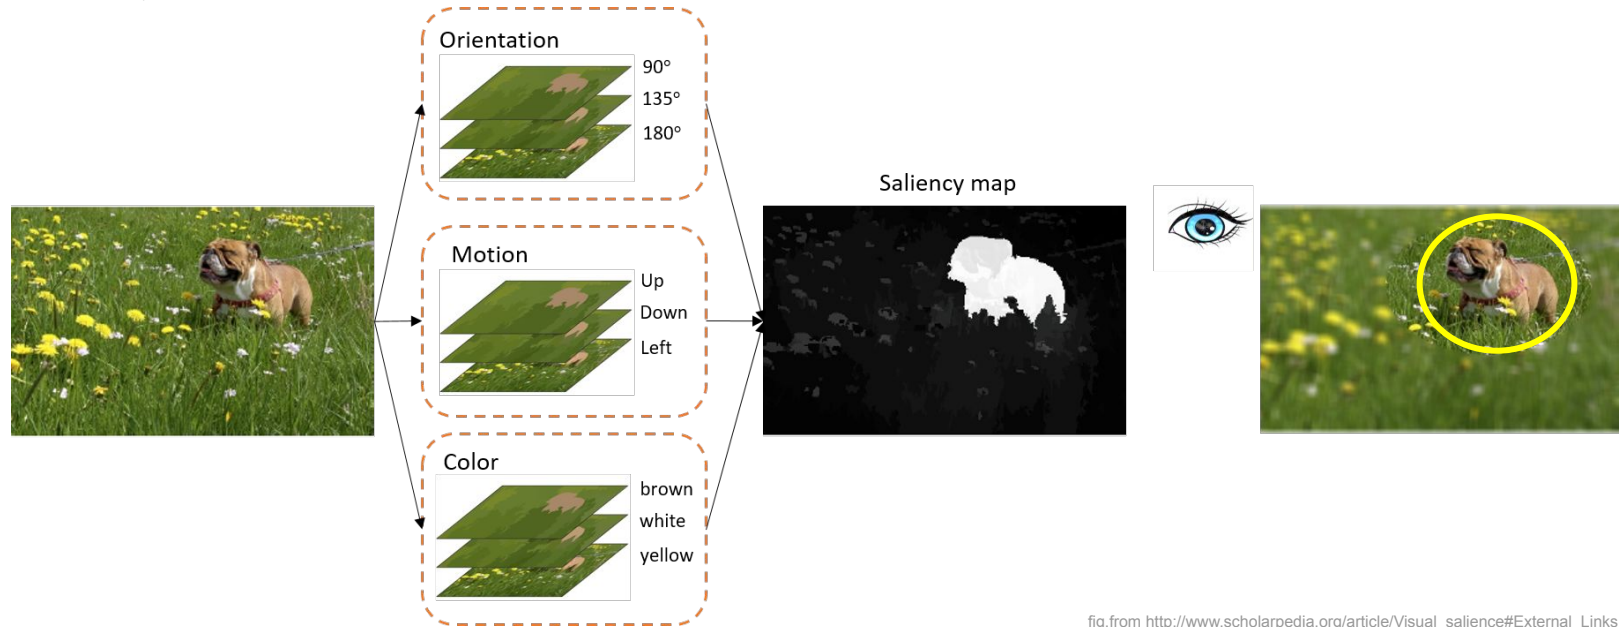 Orientation
90°
135°
180°
Motion
Up
Down
Left
Color
brown
white
yellow
Saliency map
fig.from http://www.scholarpedia.org/article/Visual_salience#External_Links